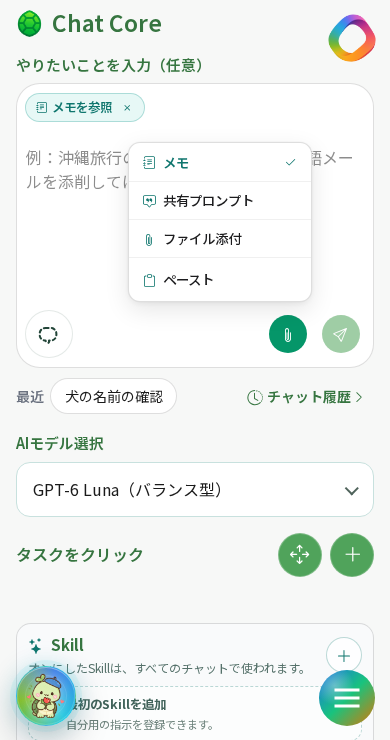 Chat Core
やりたいことを入力（任意）
メモを参照 ×
例：沖縄旅行の
語メー
ルを添削して
メモ
共有プロンプト
ファイル添付
ペースト
最近 犬の名前の確認 チャット履歴
AIモデル選択
GPT-6 Luna（バランス型）
タスクをクリック
Skill
にしたSkillは、すべてのチャットで使われます。
最初のSkillを追加
自分用の指示を登録できます。